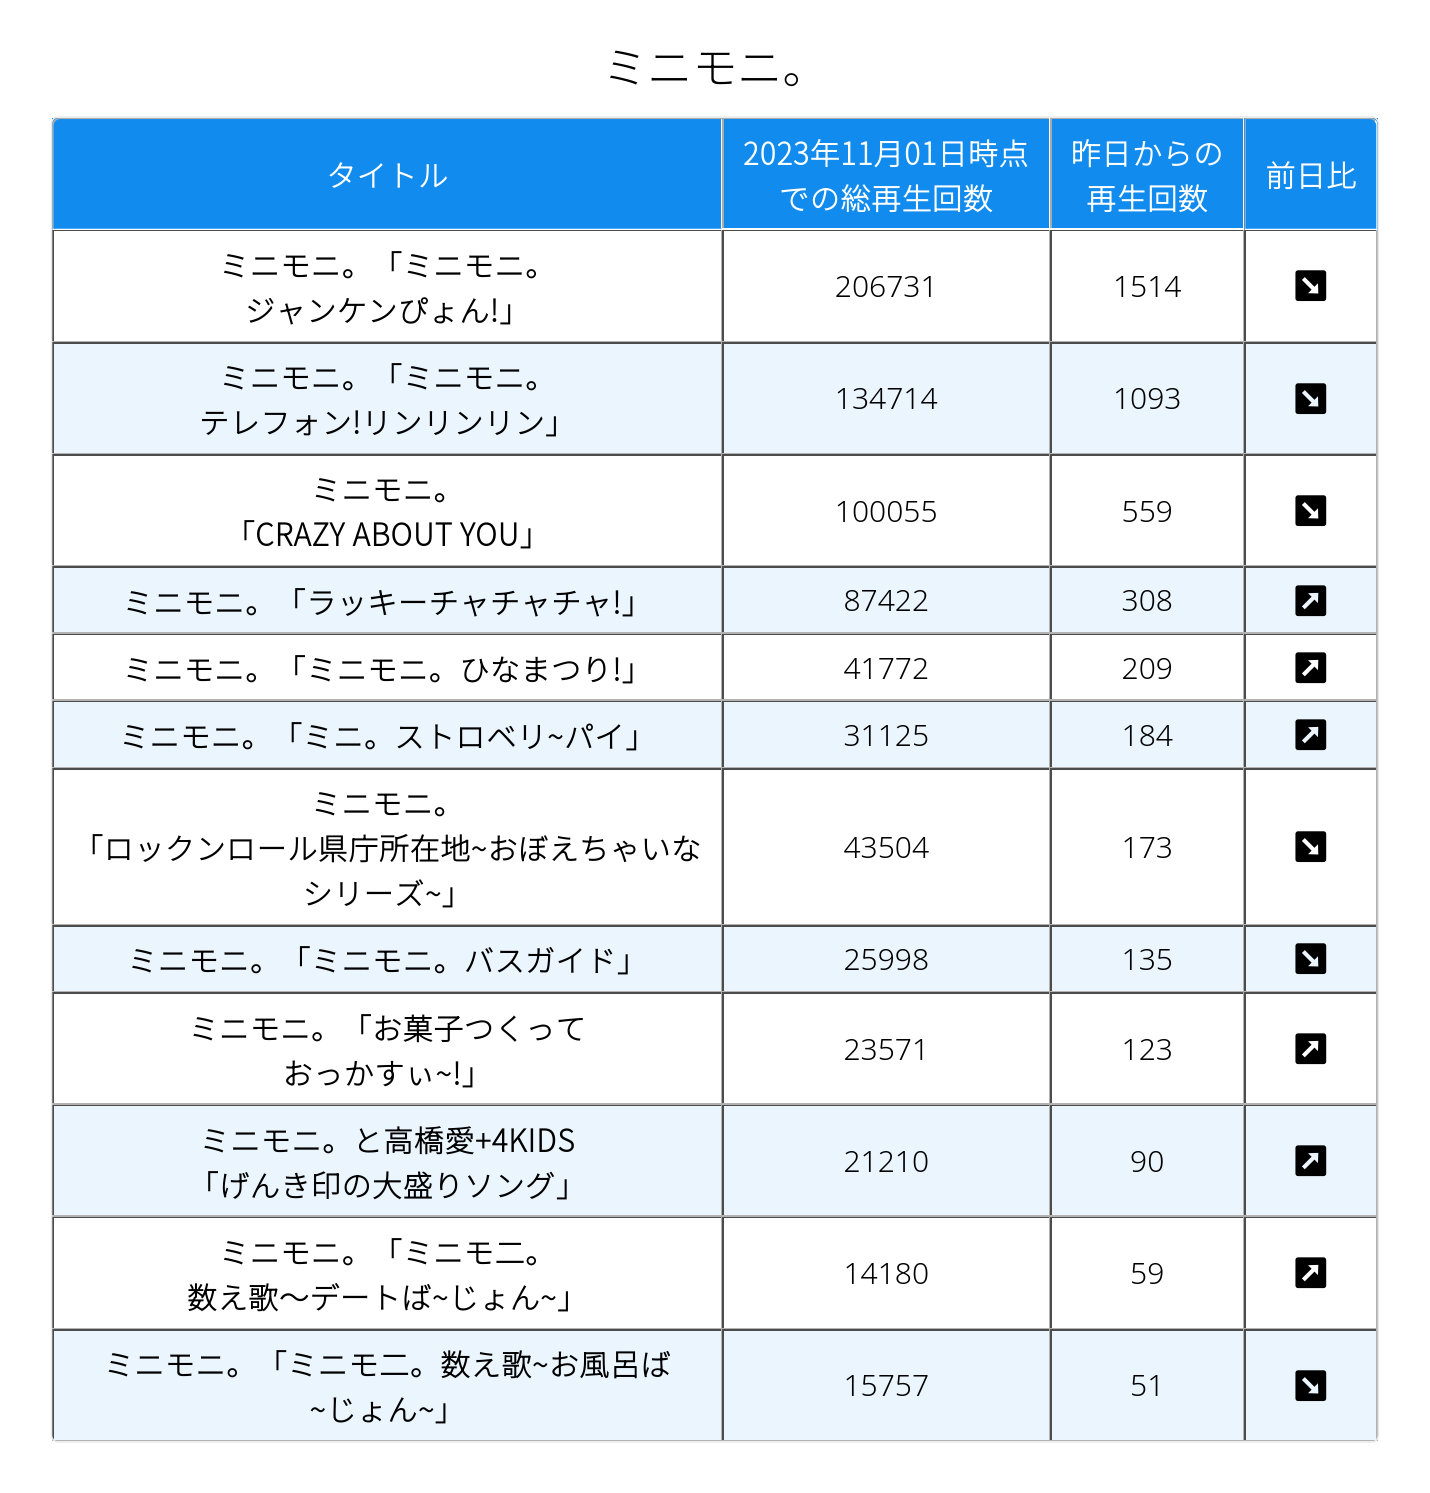 ミニモニ。
タイトル
2023年11月01日時点
での総再生回数
昨日からの
再生回数
前日比
ミニモニ。「ミニモニ。
ジャンケンぴょん!」
206731
1514
ミニモニ。「ミニモニ。
テレフォン!リンリンリン」
134714
1093
ミニモニ。
「CRAZY ABOUT YOU」
100055
559
ミニモニ。「ラッキーチャチャチャ!」
87422
308
ミニモニ。「ミニモニ。ひなまつり!」
41772
209
ミニモニ。「ミニ。ストロベリ~パイ」
31125
184
ミニモニ。
「ロックンロール県庁所在地~おぼえちゃいな
シリーズ~」
43504
173
ミニモニ。「ミニモニ。バスガイド」
25998
135
ミニモニ。「お菓子つくって
おっかすぃ~!」
23571
123
ミニモニ。と高橋愛+4KIDS
「げんき印の大盛りソング」
21210
90
ミニモニ。「ミニモ二。
数え歌〜デートば~じょん~」
14180
59
ミニモニ。「ミニモ二。数え歌~お風呂ば
~じょん~」
15757
51